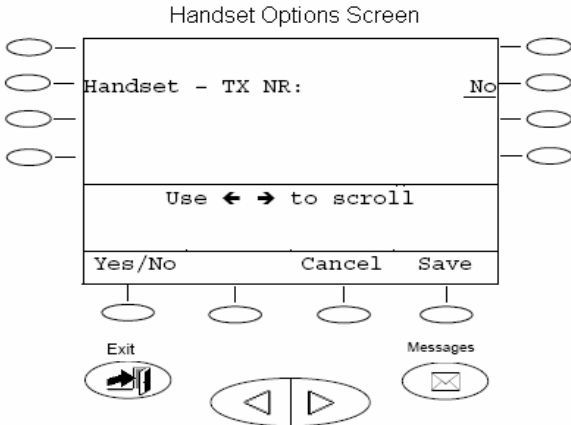 Handset Options Screen
Handset - TX NR: No
Use ← → to scroll
Yes/No Cancel Save
Exit Messages